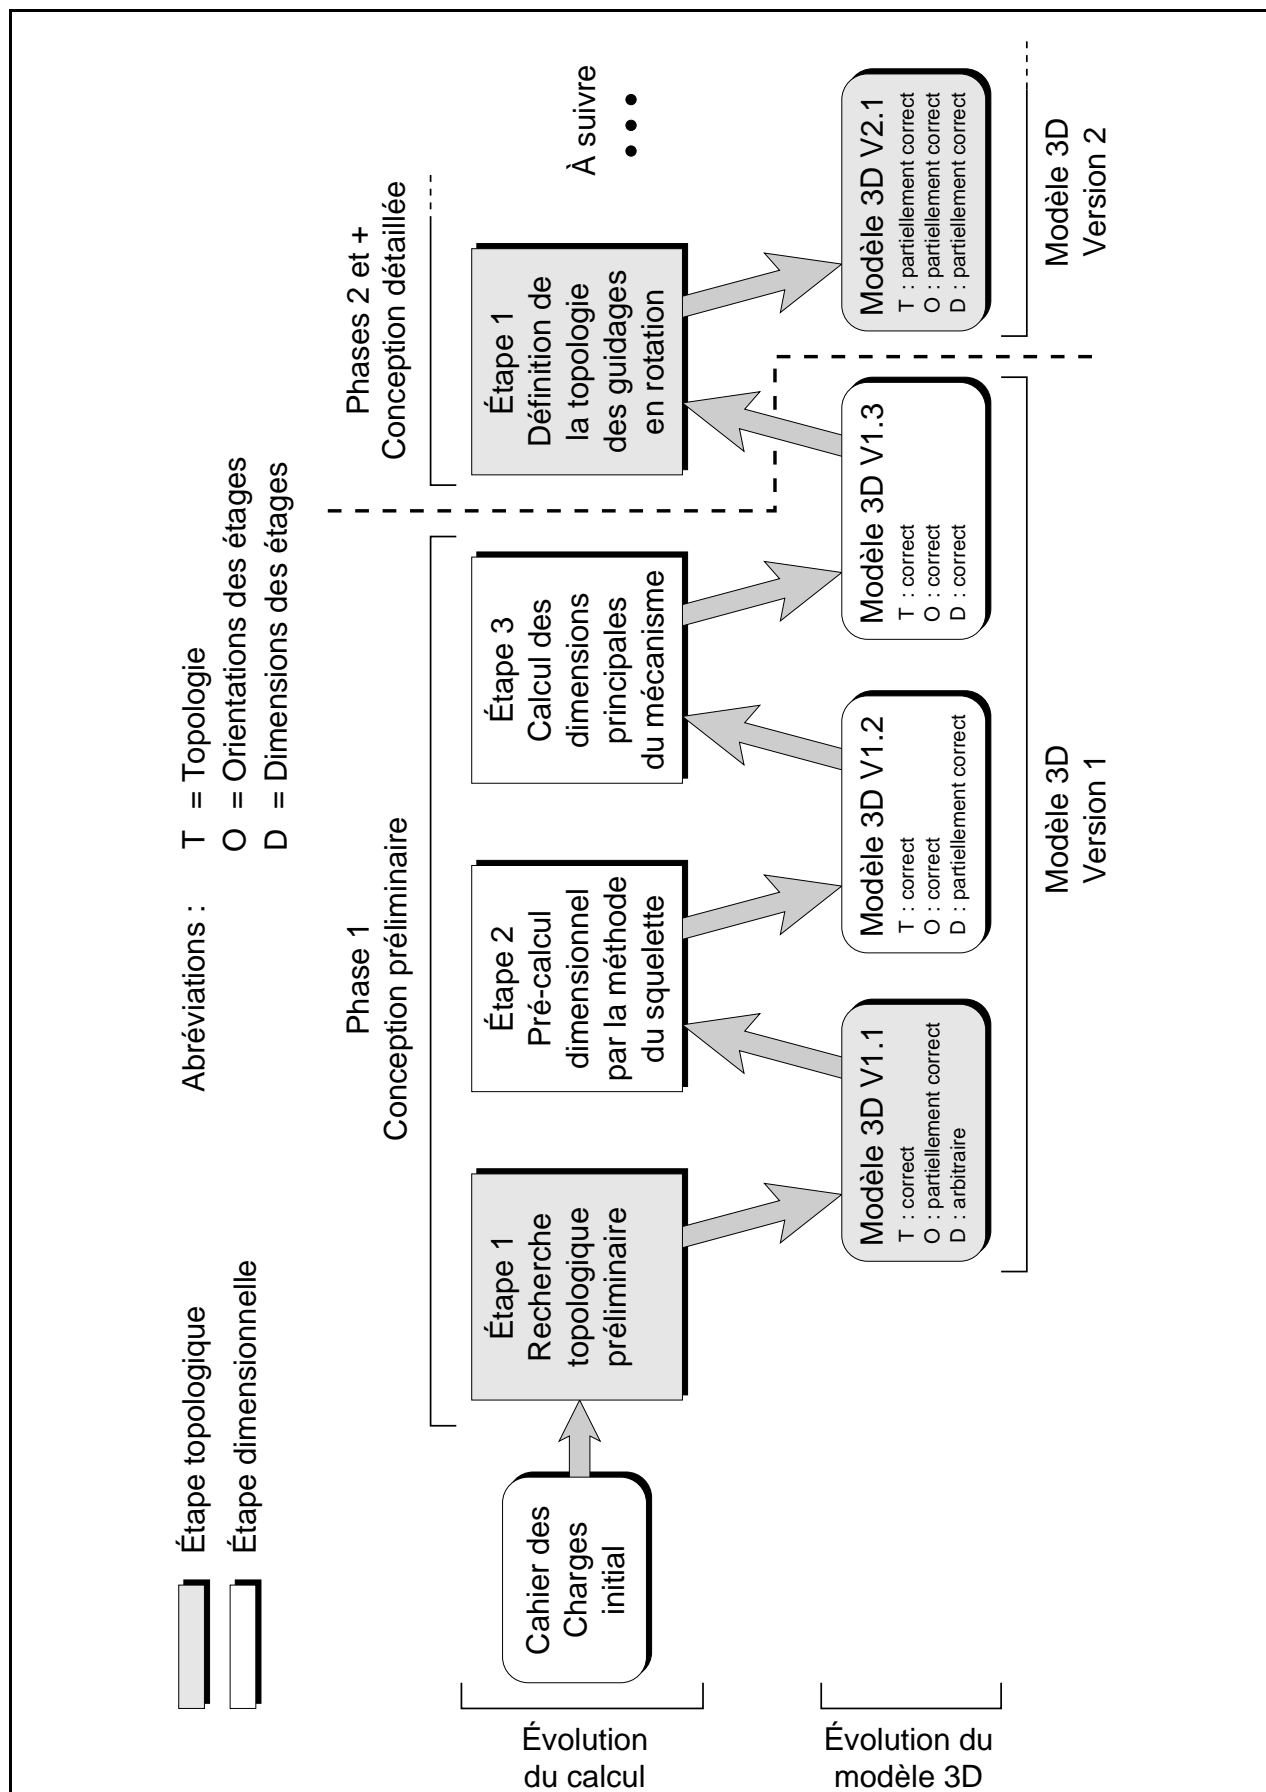 Étape topologique
Étape dimensionnelle
Abréviations :
T = Topologie
O = Orientations des étages
D = Dimensions des étages
Phase 1
Conception préliminaire
Phases 2 et +
Conception détaillée
Évolution
du calcul
Cahier des
Charges
initial
Étape 1
Recherche
topologique
préliminaire
Étape 2
Pré-calcul
dimensionnel
par la méthode
du squelette
Étape 3
Calcul des
dimensions
principales
du mécanisme
Étape 1
Définition de
la topologie
des guidages
en rotation
À suivre
Évolution du
modèle 3D
Modèle 3D V1.1
T : correct
O : partiellement correct
D : arbitraire
Modèle 3D V1.2
T : correct
O : correct
D : partiellement correct
Modèle 3D V1.3
T : correct
O : correct
D : correct
Modèle 3D V2.1
T : partiellement correct
O : partiellement correct
D : partiellement correct
Modèle 3D
Version 1
Modèle 3D
Version 2